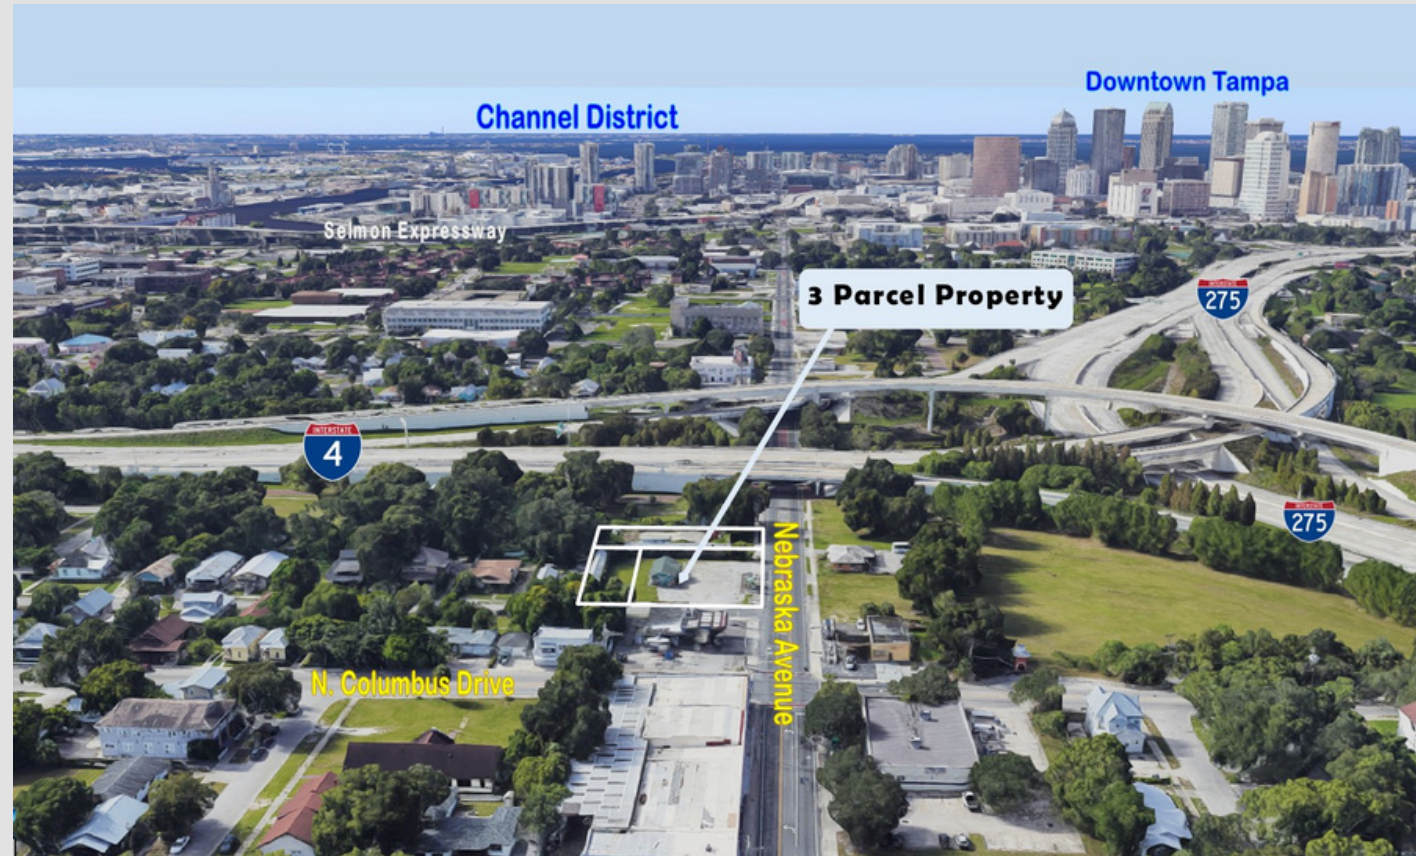 Downtown Tampa
Channel District
Selmon Expressway
3 Parcel Property
INTERSTATE
275
INTERSTATE
4
INTERSTATE
275
Nebraska Avenue
N. Columbus Drive